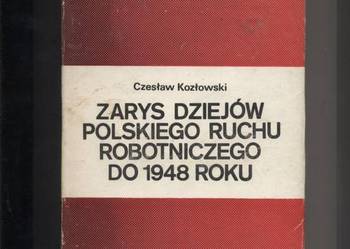 Czesław Kozłowski
ZARYS DZIEJÓW
POLSKIEGO RUCHU
ROBOTNICZEGO
DO 1948 ROKU